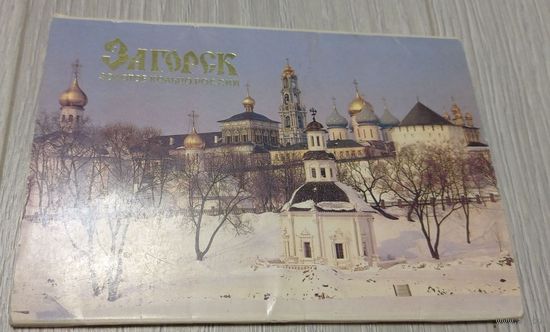 Загорск
Золотое кольцо России